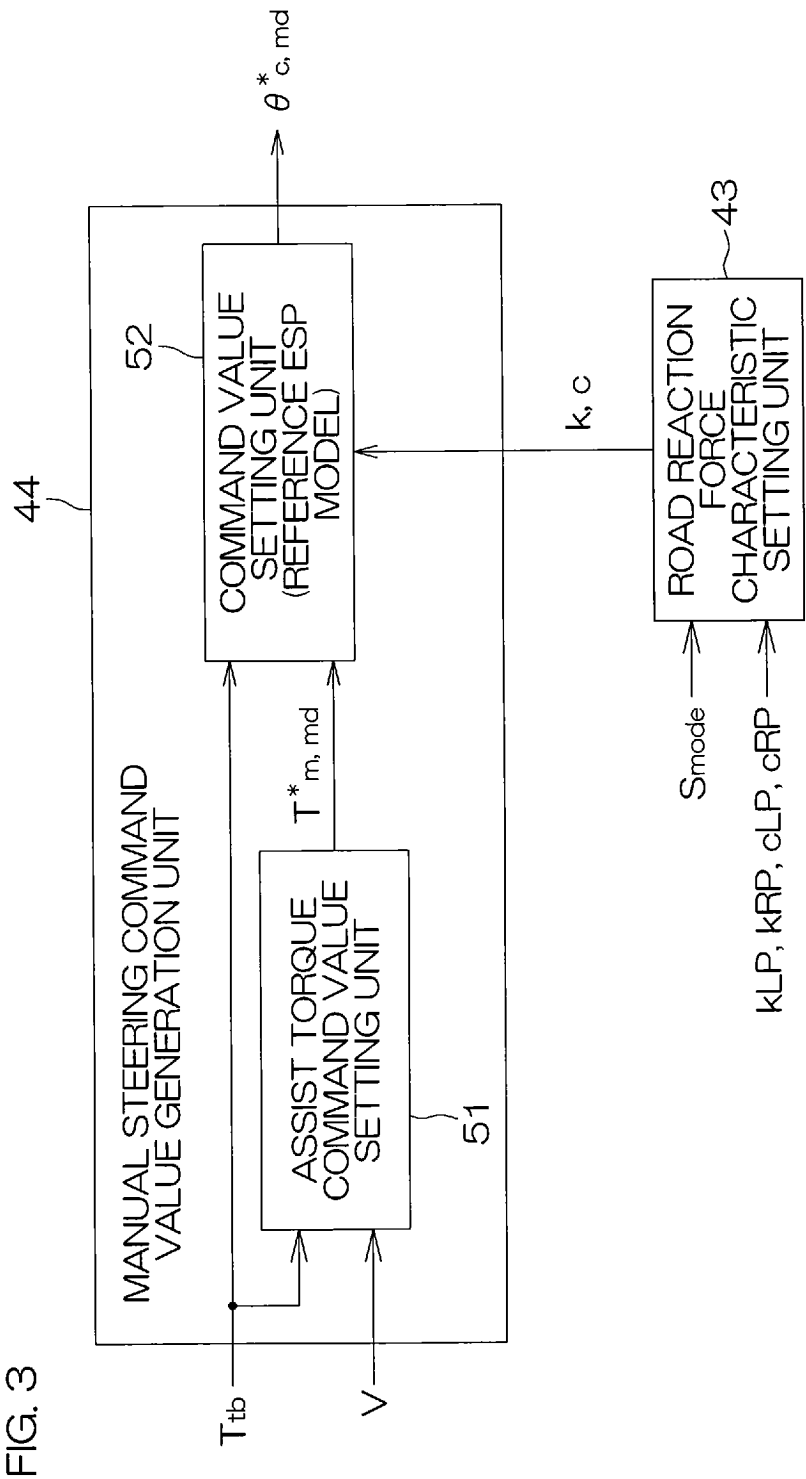 FIG. 3
44
MANUAL STEERING COMMAND
VALUE GENERATION UNIT
Ttb
V
ASSIST TORQUE
COMMAND VALUE
SETTING UNIT
51
T*m, md
52
COMMAND VALUE
SETTING UNIT
(REFERENCE ESP
MODEL)
θ*c, md
k, c
Smode
kLP, kRP, cLP, cRP
ROAD REACTION
FORCE
CHARACTERISTIC
SETTING UNIT
43